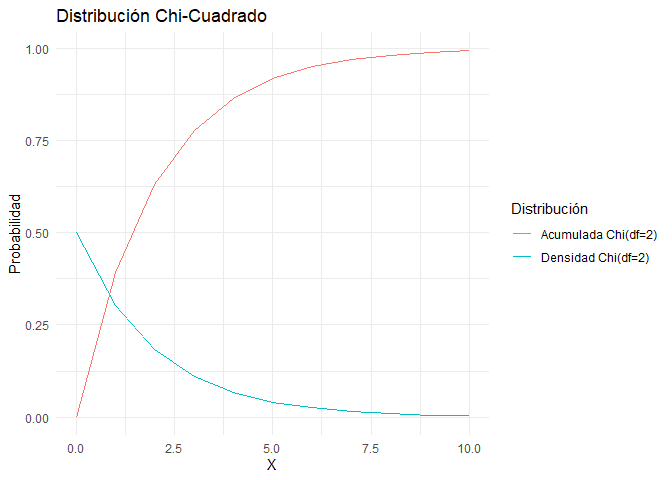 Distribución Chi-Cuadrado
Probabilidad
1.00
0.75
0.50
0.25
0.00
0.0
2.5
5.0
7.5
10.0
X
Distribución
Acumulada Chi(df=2)
Densidad Chi(df=2)